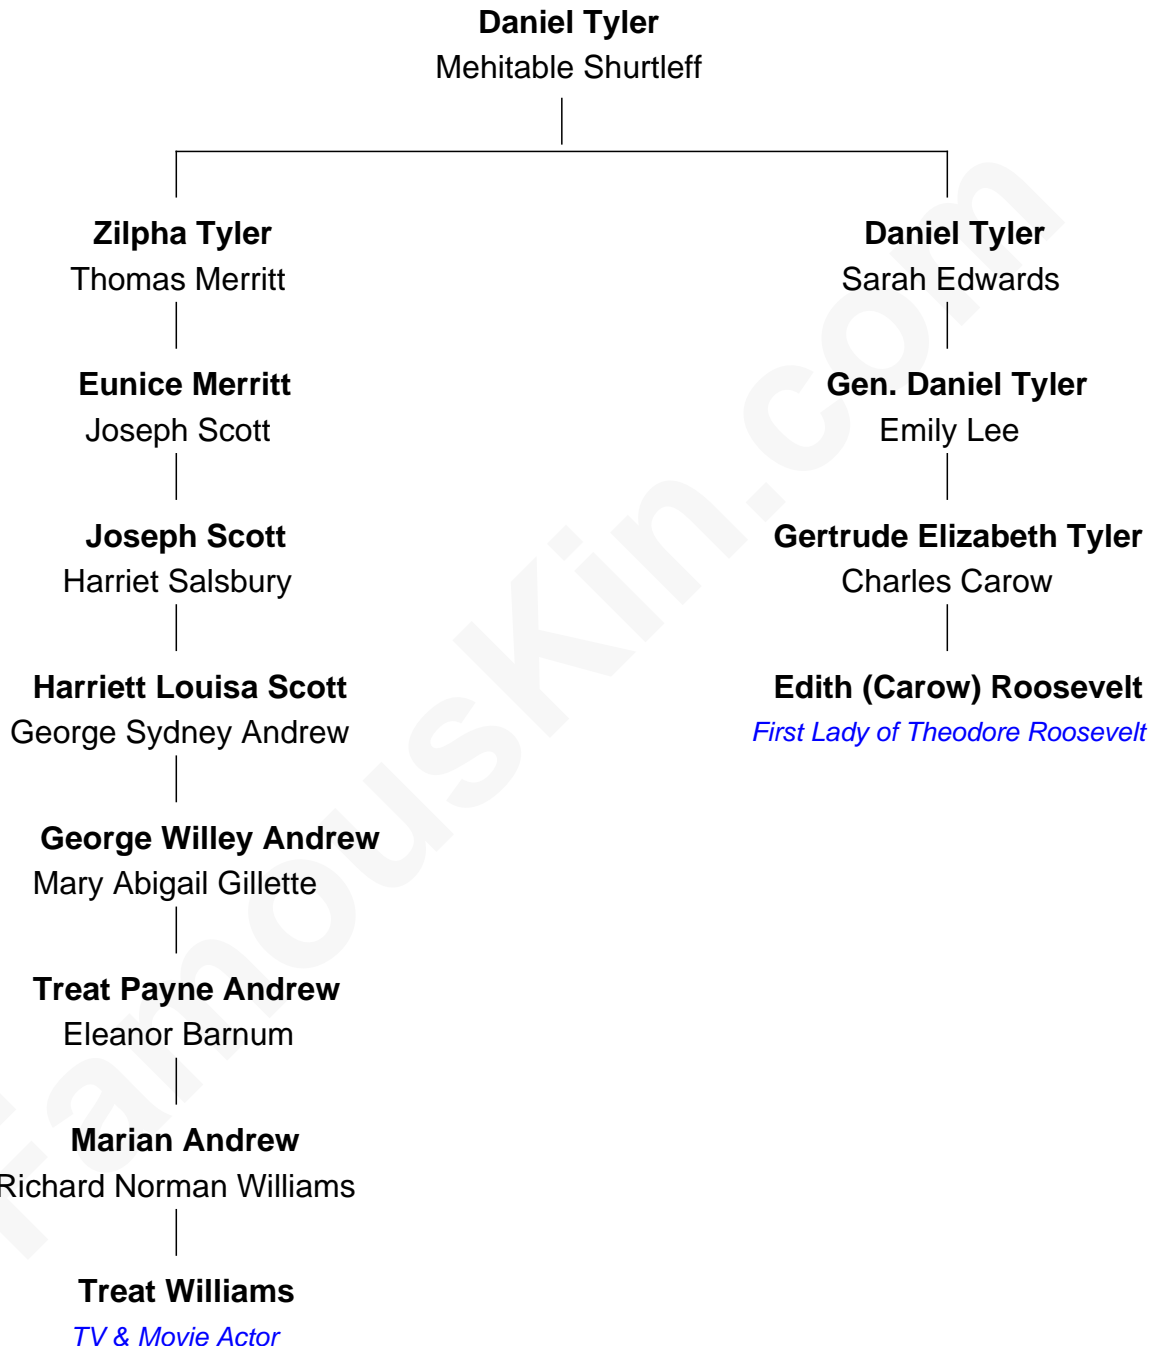 Daniel Tyler
Mehitable Shurtleff
Zilpha Tyler
Thomas Merritt
Eunice Merritt
Joseph Scott
Joseph Scott
Harriet Salsbury
Harriett Louisa Scott
George Sydney Andrew
George Willey Andrew
Mary Abigail Gillette
Treat Payne Andrew
Eleanor Barnum
Marian Andrew
Richard Norman Williams
Treat Williams
TV & Movie Actor
Daniel Tyler
Sarah Edwards
Gen. Daniel Tyler
Emily Lee
Gertrude Elizabeth Tyler
Charles Carow
Edith (Carow) Roosevelt
First Lady of Theodore Roosevelt
FamousKin.com